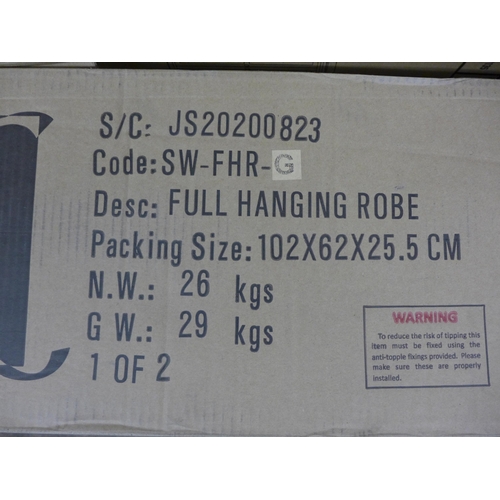 S/C: JS20200823
Code: SW-FHR-G
Desc: FULL HANGING ROBE
Packing Size: 102X62X25.5 CM
N.W.: 26 kgs
G W.: 29 kgs
1 OF 2
WARNING
To reduce the risk of tipping this
item must be fixed using the
anti-topple fixings provided. Please
make sure these are properly
installed.